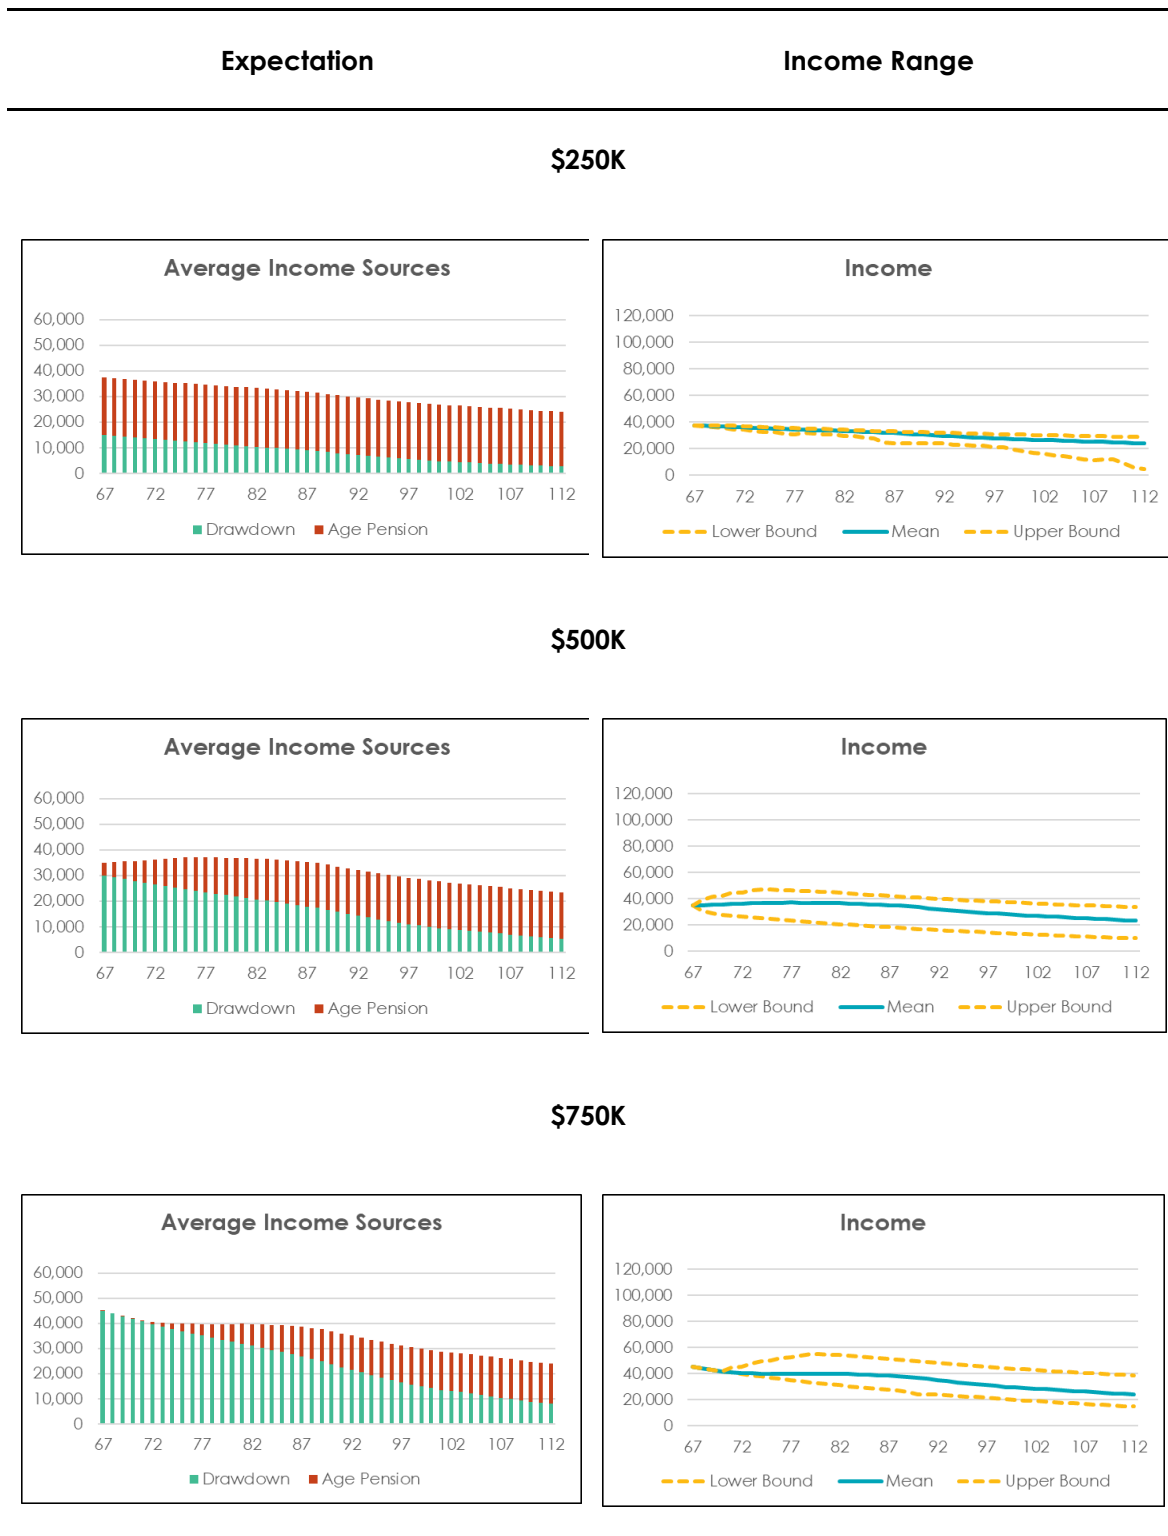 Expectation Income Range
$250K
Average Income Sources
60,000
50,000
40,000
30,000
20,000
10,000
0
67 72 77 82 87 92 97 102 107 112
Drawdown Age Pension
Income
120,000
100,000
80,000
60,000
40,000
20,000
0
67 72 77 82 87 92 97 102 107 112
Lower Bound Mean Upper Bound
$500K
Average Income Sources
60,000
50,000
40,000
30,000
20,000
10,000
0
67 72 77 82 87 92 97 102 107 112
Drawdown Age Pension
Income
120,000
100,000
80,000
60,000
40,000
20,000
0
67 72 77 82 87 92 97 102 107 112
Lower Bound Mean Upper Bound
$750K
Average Income Sources
60,000
50,000
40,000
30,000
20,000
10,000
0
67 72 77 82 87 92 97 102 107 112
Drawdown Age Pension
Income
120,000
100,000
80,000
60,000
40,000
20,000
0
67 72 77 82 87 92 97 102 107 112
Lower Bound Mean Upper Bound